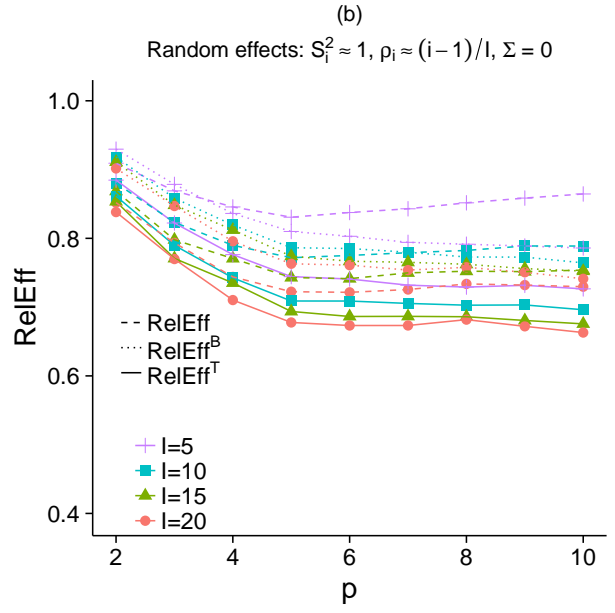 (b)
Random effects: S_i^2 ≈ 1, ρ_i ≈ (i − 1)/I, Σ = 0
1.0
0.8
0.6
0.4
RelEff
RelEff
RelEff^B
RelEff^T
I=5
I=10
I=15
I=20
2
4
6
8
10
p